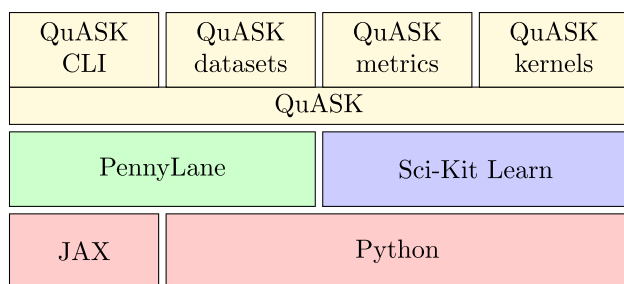 QuASK
CLI
QuASK
datasets
QuASK
metrics
QuASK
kernels
QuASK
PennyLane
Sci-Kit Learn
JAX
Python